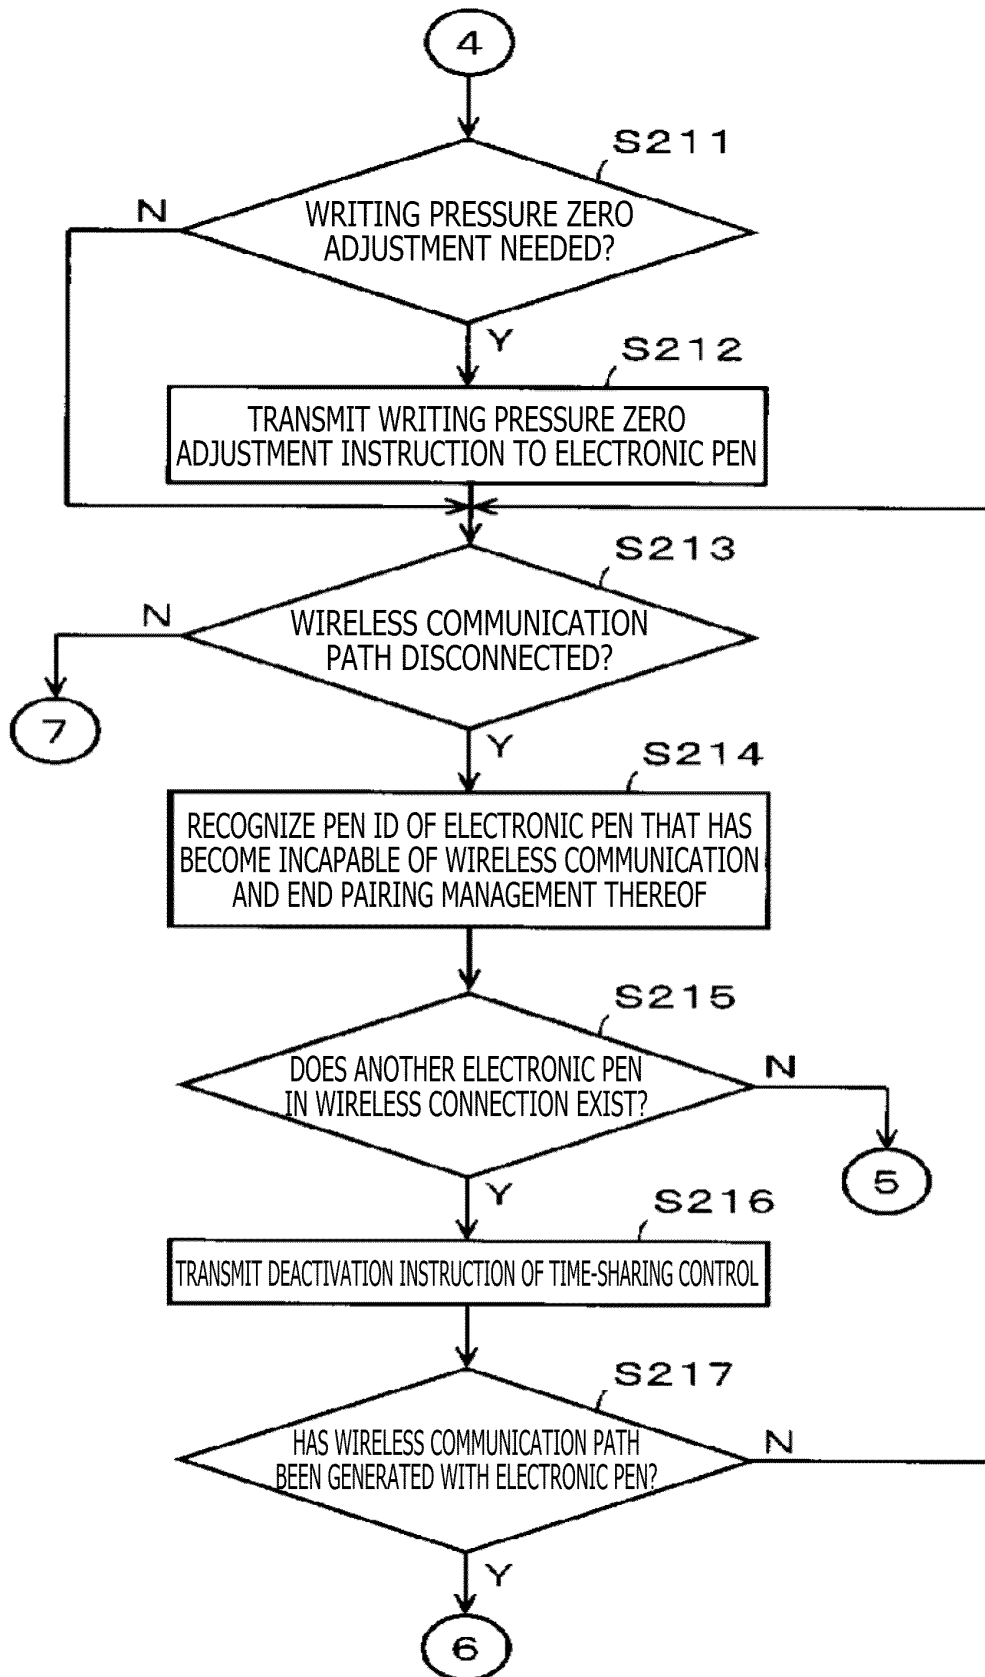 4
S211
N
WRITING PRESSURE ZERO
ADJUSTMENT NEEDED?
Y
S212
TRANSMIT WRITING PRESSURE ZERO
ADJUSTMENT INSTRUCTION TO ELECTRONIC PEN
S213
N
WIRELESS COMMUNICATION
PATH DISCONNECTED?
7
Y
S214
RECOGNIZE PEN ID OF ELECTRONIC PEN THAT HAS
BECOME INCAPABLE OF WIRELESS COMMUNICATION
AND END PAIRING MANAGEMENT THEREOF
S215
DOES ANOTHER ELECTRONIC PEN
IN WIRELESS CONNECTION EXIST?
N
5
Y
S216
TRANSMIT DEACTIVATION INSTRUCTION OF TIME-SHARING CONTROL
S217
HAS WIRELESS COMMUNICATION PATH
BEEN GENERATED WITH ELECTRONIC PEN?
N
Y
6